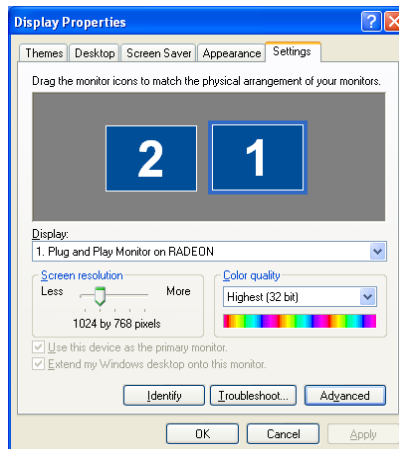 Display Properties
Themes Desktop Screen Saver Appearance Settings
Drag the monitor icons to match the physical arrangement of your monitors.
2 1
Display:
1. Plug and Play Monitor on RADEON
Screen resolution
Less More
1024 by 768 pixels
Color quality
Highest (32 bit)
Use this device as the primary monitor.
Extend my Windows desktop onto this monitor.
Identify Troubleshoot... Advanced
OK Cancel Apply